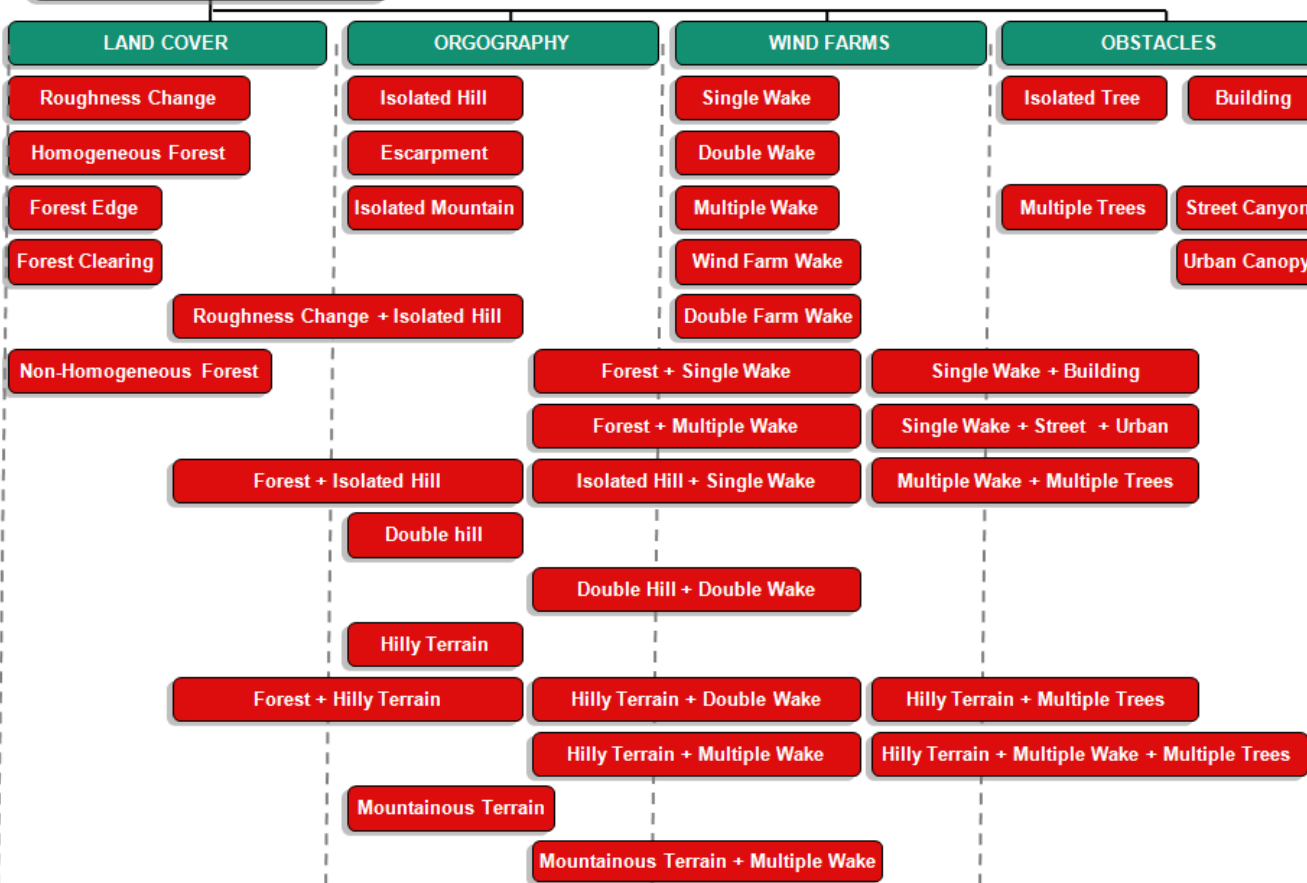 LAND COVER
ORGOGRAPHY
WIND FARMS
OBSTACLES
Roughness Change
Isolated Hill
Single Wake
Isolated Tree
Building
Homogeneous Forest
Escarpment
Double Wake
Forest Edge
Isolated Mountain
Multiple Wake
Multiple Trees
Street Canyon
Forest Clearing
Wind Farm Wake
Urban Canopy
Roughness Change + Isolated Hill
Double Farm Wake
Non-Homogeneous Forest
Forest + Single Wake
Single Wake + Building
Forest + Multiple Wake
Single Wake + Street + Urban
Forest + Isolated Hill
Isolated Hill + Single Wake
Multiple Wake + Multiple Trees
Double hill
Double Hill + Double Wake
Hilly Terrain
Forest + Hilly Terrain
Hilly Terrain + Double Wake
Hilly Terrain + Multiple Trees
Hilly Terrain + Multiple Wake
Hilly Terrain + Multiple Wake + Multiple Trees
Mountainous Terrain
Mountainous Terrain + Multiple Wake